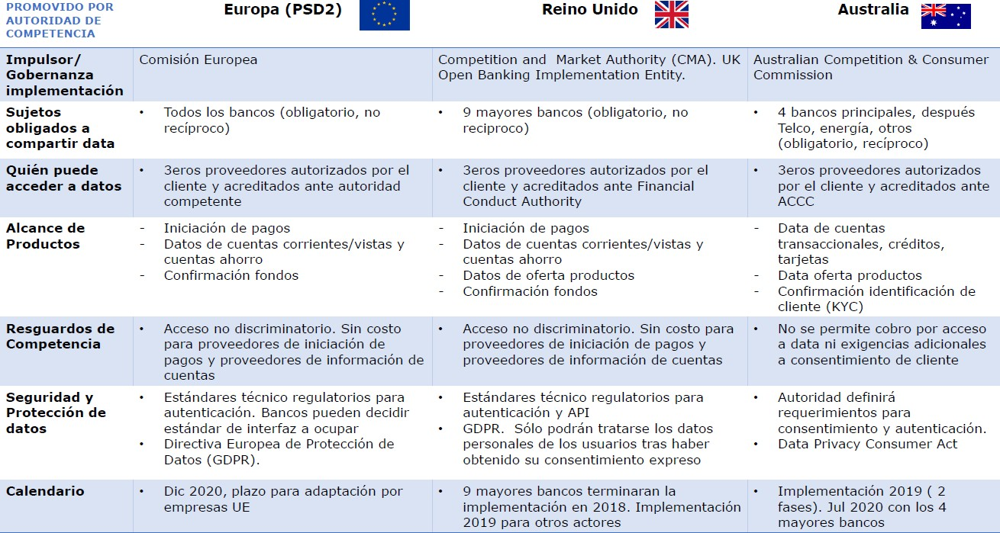 PROMOVIDO POR
AUTORIDAD DE
COMPETENCIA
Europa (PSD2)
Reino Unido
Australia
Impulsor/
Gobernanza
implementación
Comisión Europea
Competition and Market Authority (CMA). UK
Open Banking Implementation Entity.
Australian Competition & Consumer
Commission
Sujetos
obligados a
compartir data
• Todos los bancos (obligatorio, no
recíproco)
• 9 mayores bancos (obligatorio, no
reciproco)
• 4 bancos principales, después
Telco, energía, otros
(obligatorio, recíproco)
Quién puede
acceder a datos
• 3eros proveedores autorizados por el
cliente y acreditados ante autoridad
competente
• 3eros proveedores autorizados por el
cliente y acreditados ante Financial
Conduct Authority
• 3eros proveedores autorizados
por el cliente y acreditados ante
ACCC
Alcance de
Productos
- Iniciación de pagos
- Datos de cuentas corrientes/vistas y
cuentas ahorro
- Confirmación fondos
- Iniciación de pagos
- Datos de cuentas corrientes/vistas y
cuentas ahorro
- Datos de oferta productos
- Confirmación fondos
- Data de cuentas
transaccionales, créditos,
tarjetas
- Data oferta productos
- Confirmación identificación de
cliente (KYC)
Resguardos de
Competencia
• Acceso no discriminatorio. Sin costo
para proveedores de iniciación de
pagos y proveedores de información de
cuentas
• Acceso no discriminatorio. Sin costo para
proveedores de iniciación de pagos y
proveedores de información de cuentas
• No se permite cobro por acceso
a data ni exigencias adicionales
a consentimiento de cliente
Seguridad y
Protección de
datos
• Estándares técnico regulatorios para
autenticación. Bancos pueden decidir
estándar de interfaz a ocupar
• Directiva Europea de Protección de
Datos (GDPR).
• Estándares técnico regulatorios para
autenticación y API
• GDPR. Sólo podrán tratarse los datos
personales de los usuarios tras haber
obtenido su consentimiento expreso
• Autoridad definirá
requerimientos para
consentimiento y autenticación.
• Data Privacy Consumer Act
Calendario
• Dic 2020, plazo para adaptación por
empresas UE
• 9 mayores bancos terminaran la
implementación en 2018. Implementación
2019 para otros actores
• Implementación 2019 ( 2
fases). Jul 2020 con los 4
mayores bancos